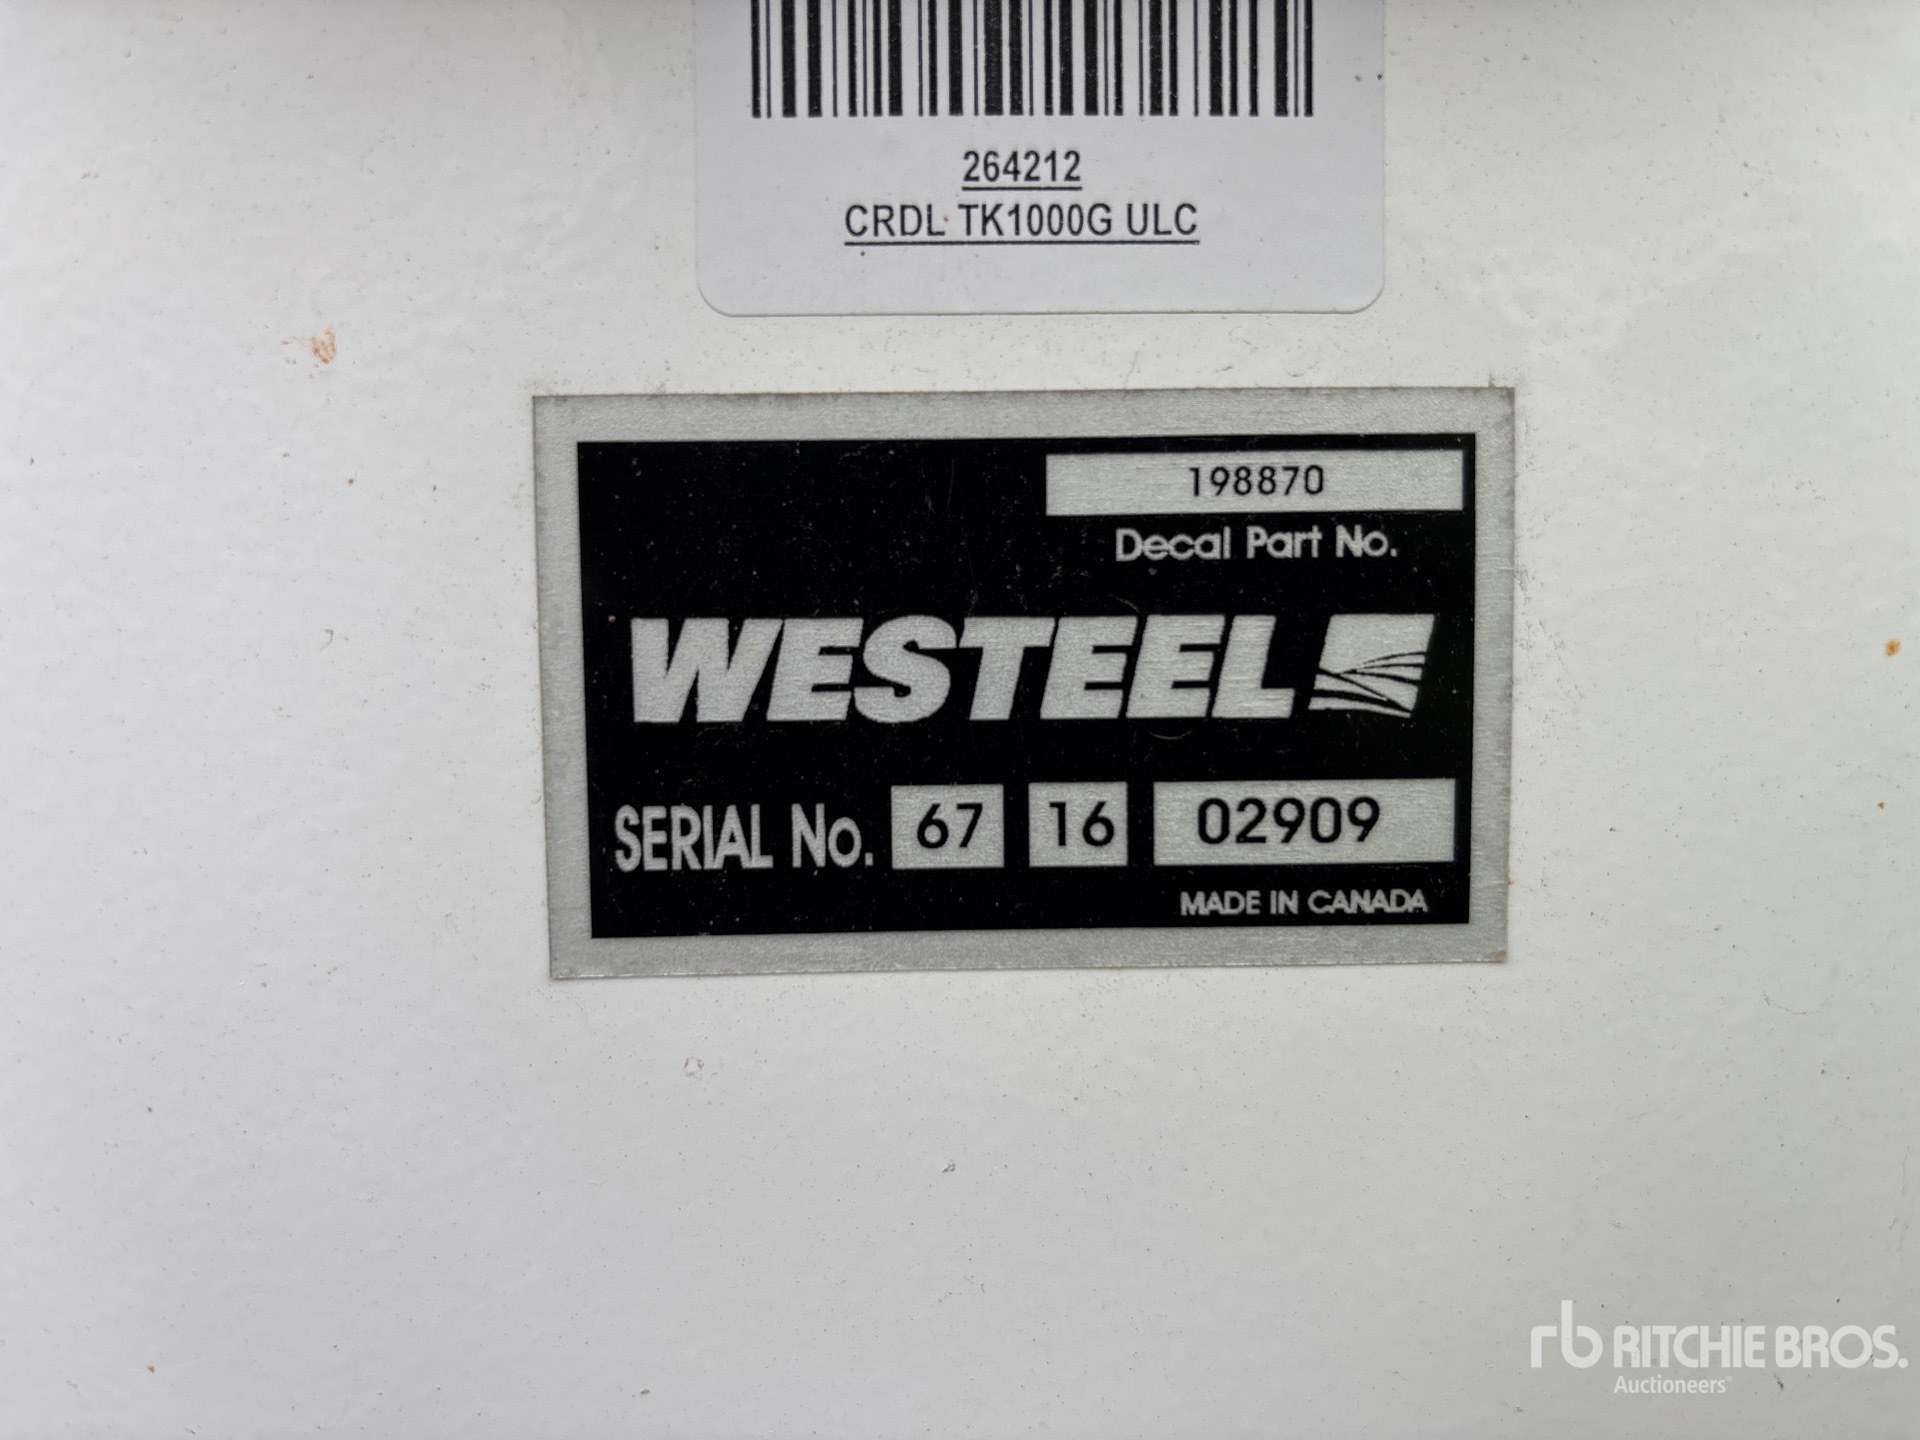 264212
CRDL TK1000G ULC
198870
Decal Part No.
WESTEEL
SERIAL No. 67 16 02909
MADE IN CANADA
rb RITCHIE BROS.
Auctioneers